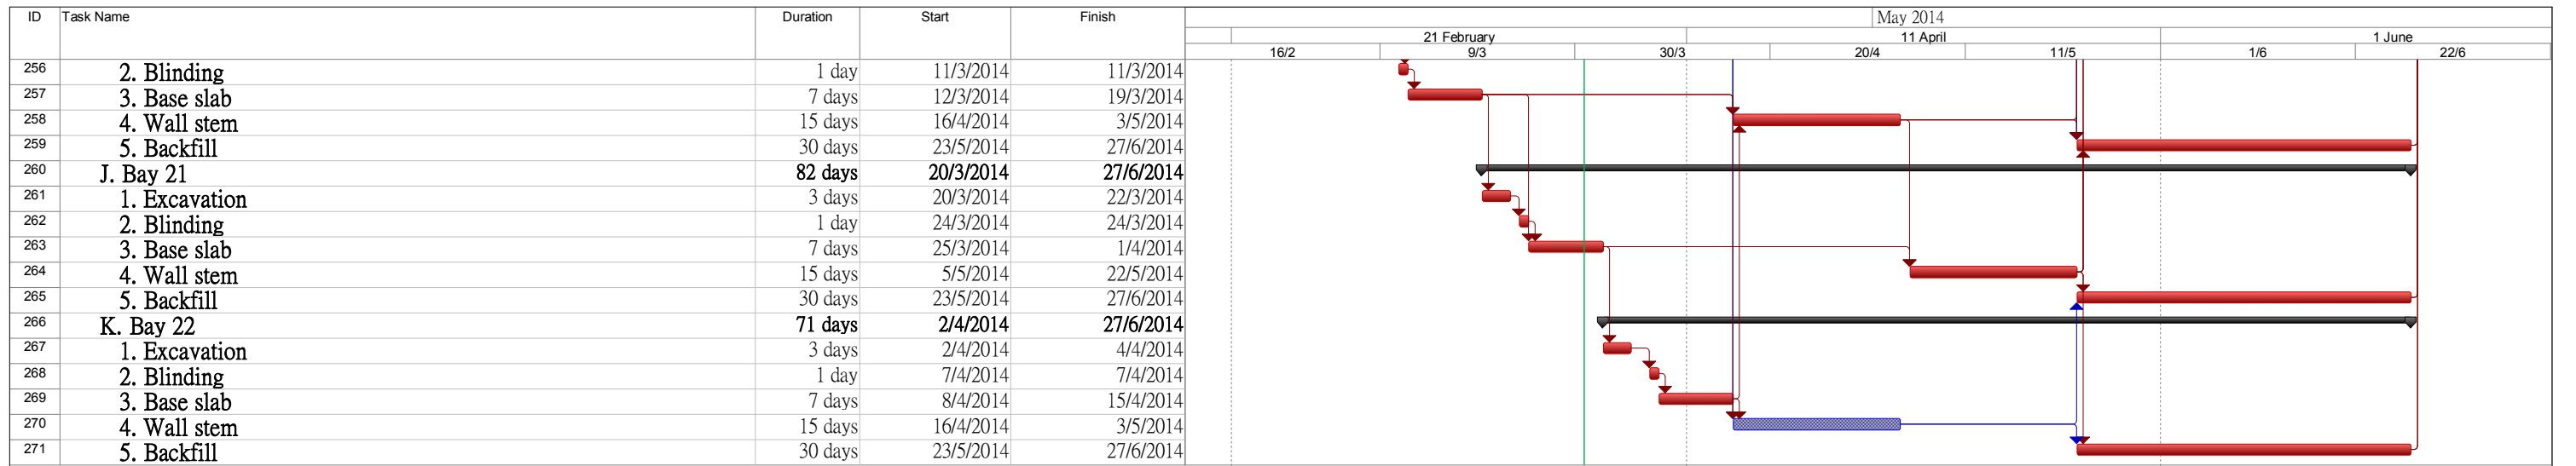 ID Task Name Duration Start Finish May 2014
21 February 11 April 1 June
16/2 9/3 30/3 20/4 11/5 1/6 22/6
256 2. Blinding 1 day 11/3/2014 11/3/2014
257 3. Base slab 7 days 12/3/2014 19/3/2014
258 4. Wall stem 15 days 16/4/2014 3/5/2014
259 5. Backfill 30 days 23/5/2014 27/6/2014
260 J. Bay 21 82 days 20/3/2014 27/6/2014
261 1. Excavation 3 days 20/3/2014 22/3/2014
262 2. Blinding 1 day 24/3/2014 24/3/2014
263 3. Base slab 7 days 25/3/2014 1/4/2014
264 4. Wall stem 15 days 5/5/2014 22/5/2014
265 5. Backfill 30 days 23/5/2014 27/6/2014
266 K. Bay 22 71 days 2/4/2014 27/6/2014
267 1. Excavation 3 days 2/4/2014 4/4/2014
268 2. Blinding 1 day 7/4/2014 7/4/2014
269 3. Base slab 7 days 8/4/2014 15/4/2014
270 4. Wall stem 15 days 16/4/2014 3/5/2014
271 5. Backfill 30 days 23/5/2014 27/6/2014